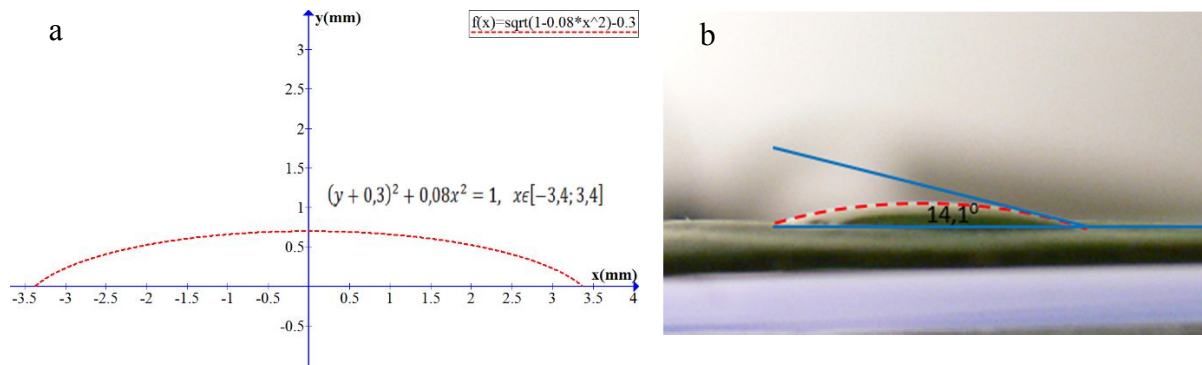 a
y(mm)
f(x)=sqrt(1-0.08*x^2)-0.3
3
2.5
2
1.5
1
(y + 0,3)² + 0,08x² = 1, xϵ[−3,4; 3,4]
0.5
x(mm)
-3.5 -3 -2.5 -2 -1.5 -1 -0.5 0.5 1 1.5 2 2.5 3 3.5 4
-0.5
b
14,1⁰